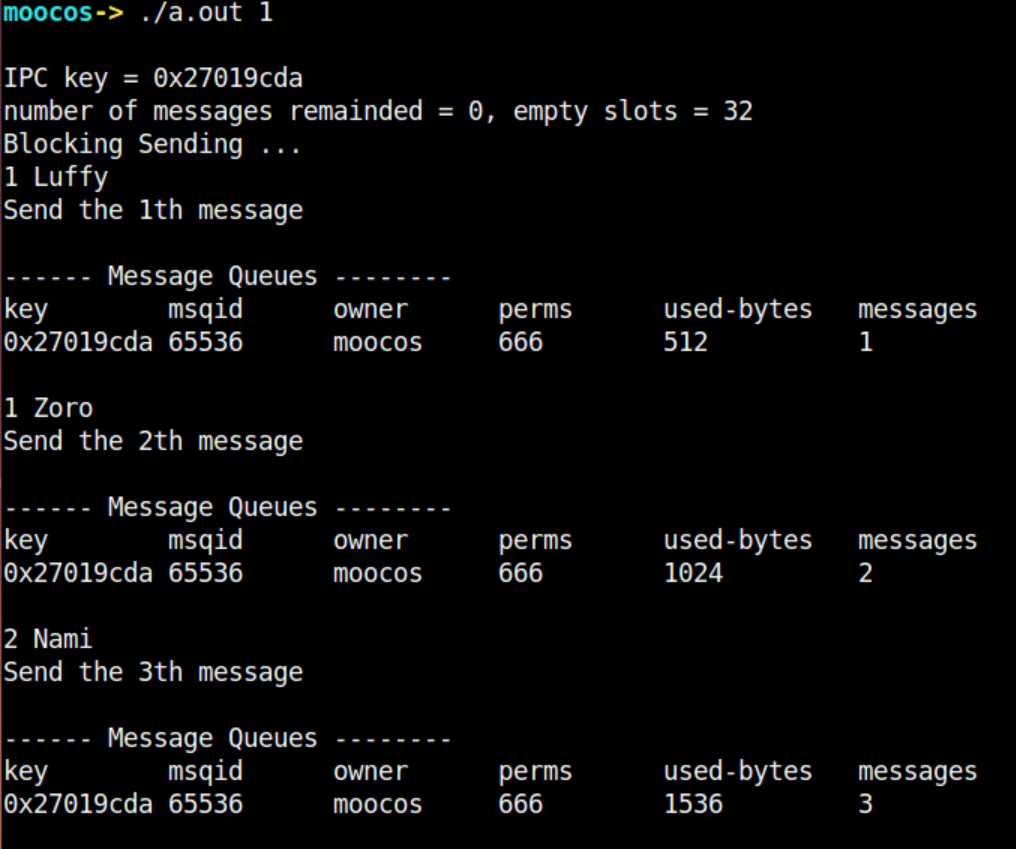 moocos-> ./a.out 1
IPC key = 0x27019cda
number of messages remainded = 0, empty slots = 32
Blocking Sending ...
1 Luffy
Send the 1th message
------ Message Queues --------
key        msqid      owner      perms      used-bytes   messages
0x27019cda 65536      moocos     666        512          1
1 Zoro
Send the 2th message
------ Message Queues --------
key        msqid      owner      perms      used-bytes   messages
0x27019cda 65536      moocos     666        1024         2
2 Nami
Send the 3th message
------ Message Queues --------
key        msqid      owner      perms      used-bytes   messages
0x27019cda 65536      moocos     666        1536         3